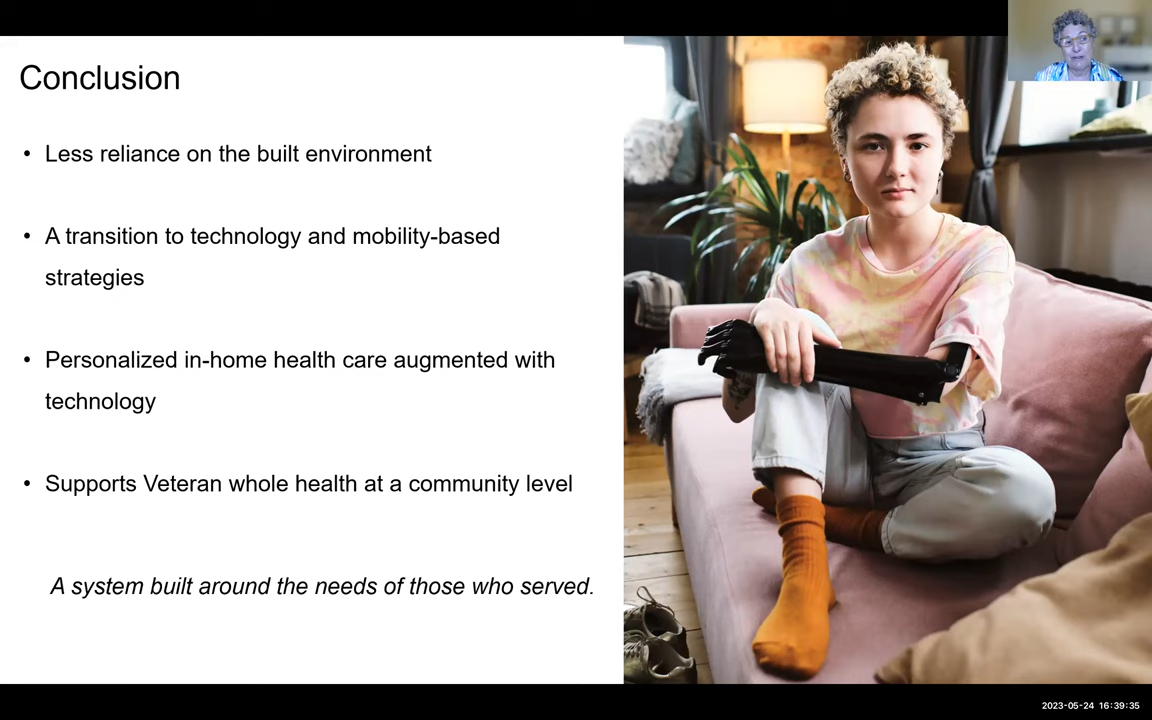 Conclusion
• Less reliance on the built environment
• A transition to technology and mobility-based
strategies
• Personalized in-home health care augmented with
technology
• Supports Veteran whole health at a community level
A system built around the needs of those who served.
2023-05-24 16:39:35